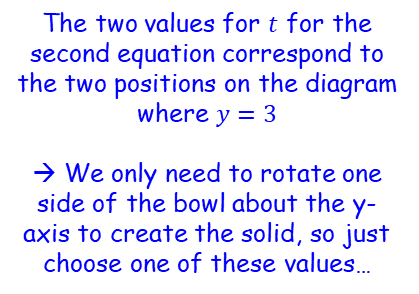 The two values for t for the
second equation correspond to
the two positions on the diagram
where y = 3
→ We only need to rotate one
side of the bowl about the y-
axis to create the solid, so just
choose one of these values…